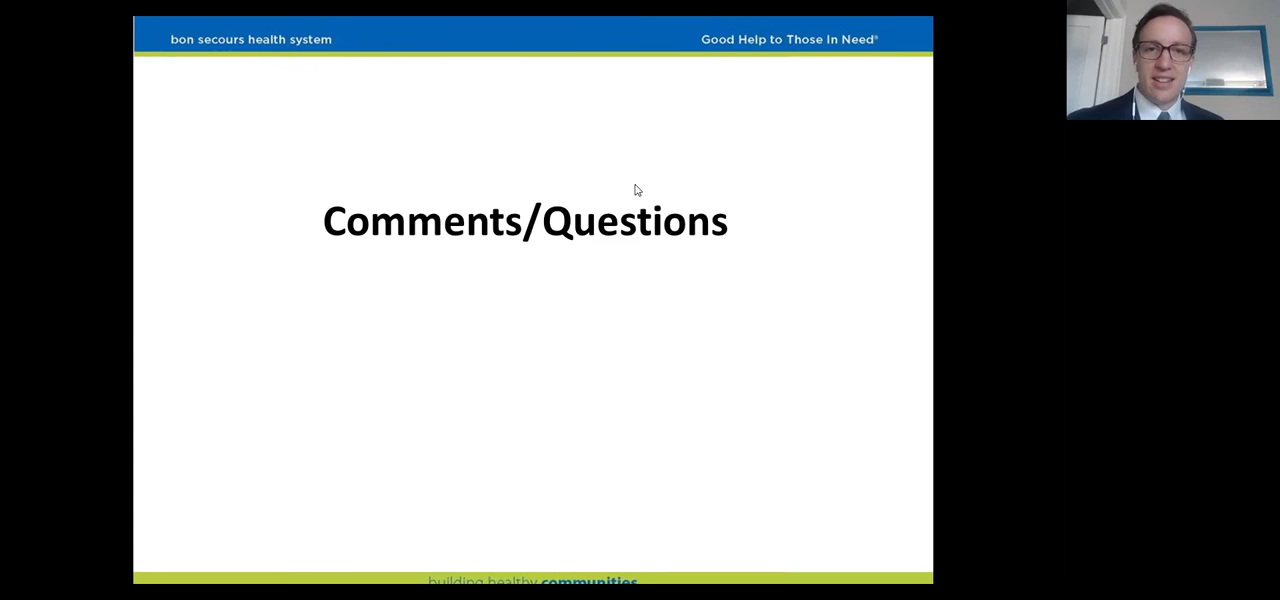 bon secours health system
Good Help to Those In Need®
Comments/Questions
building healthy communities